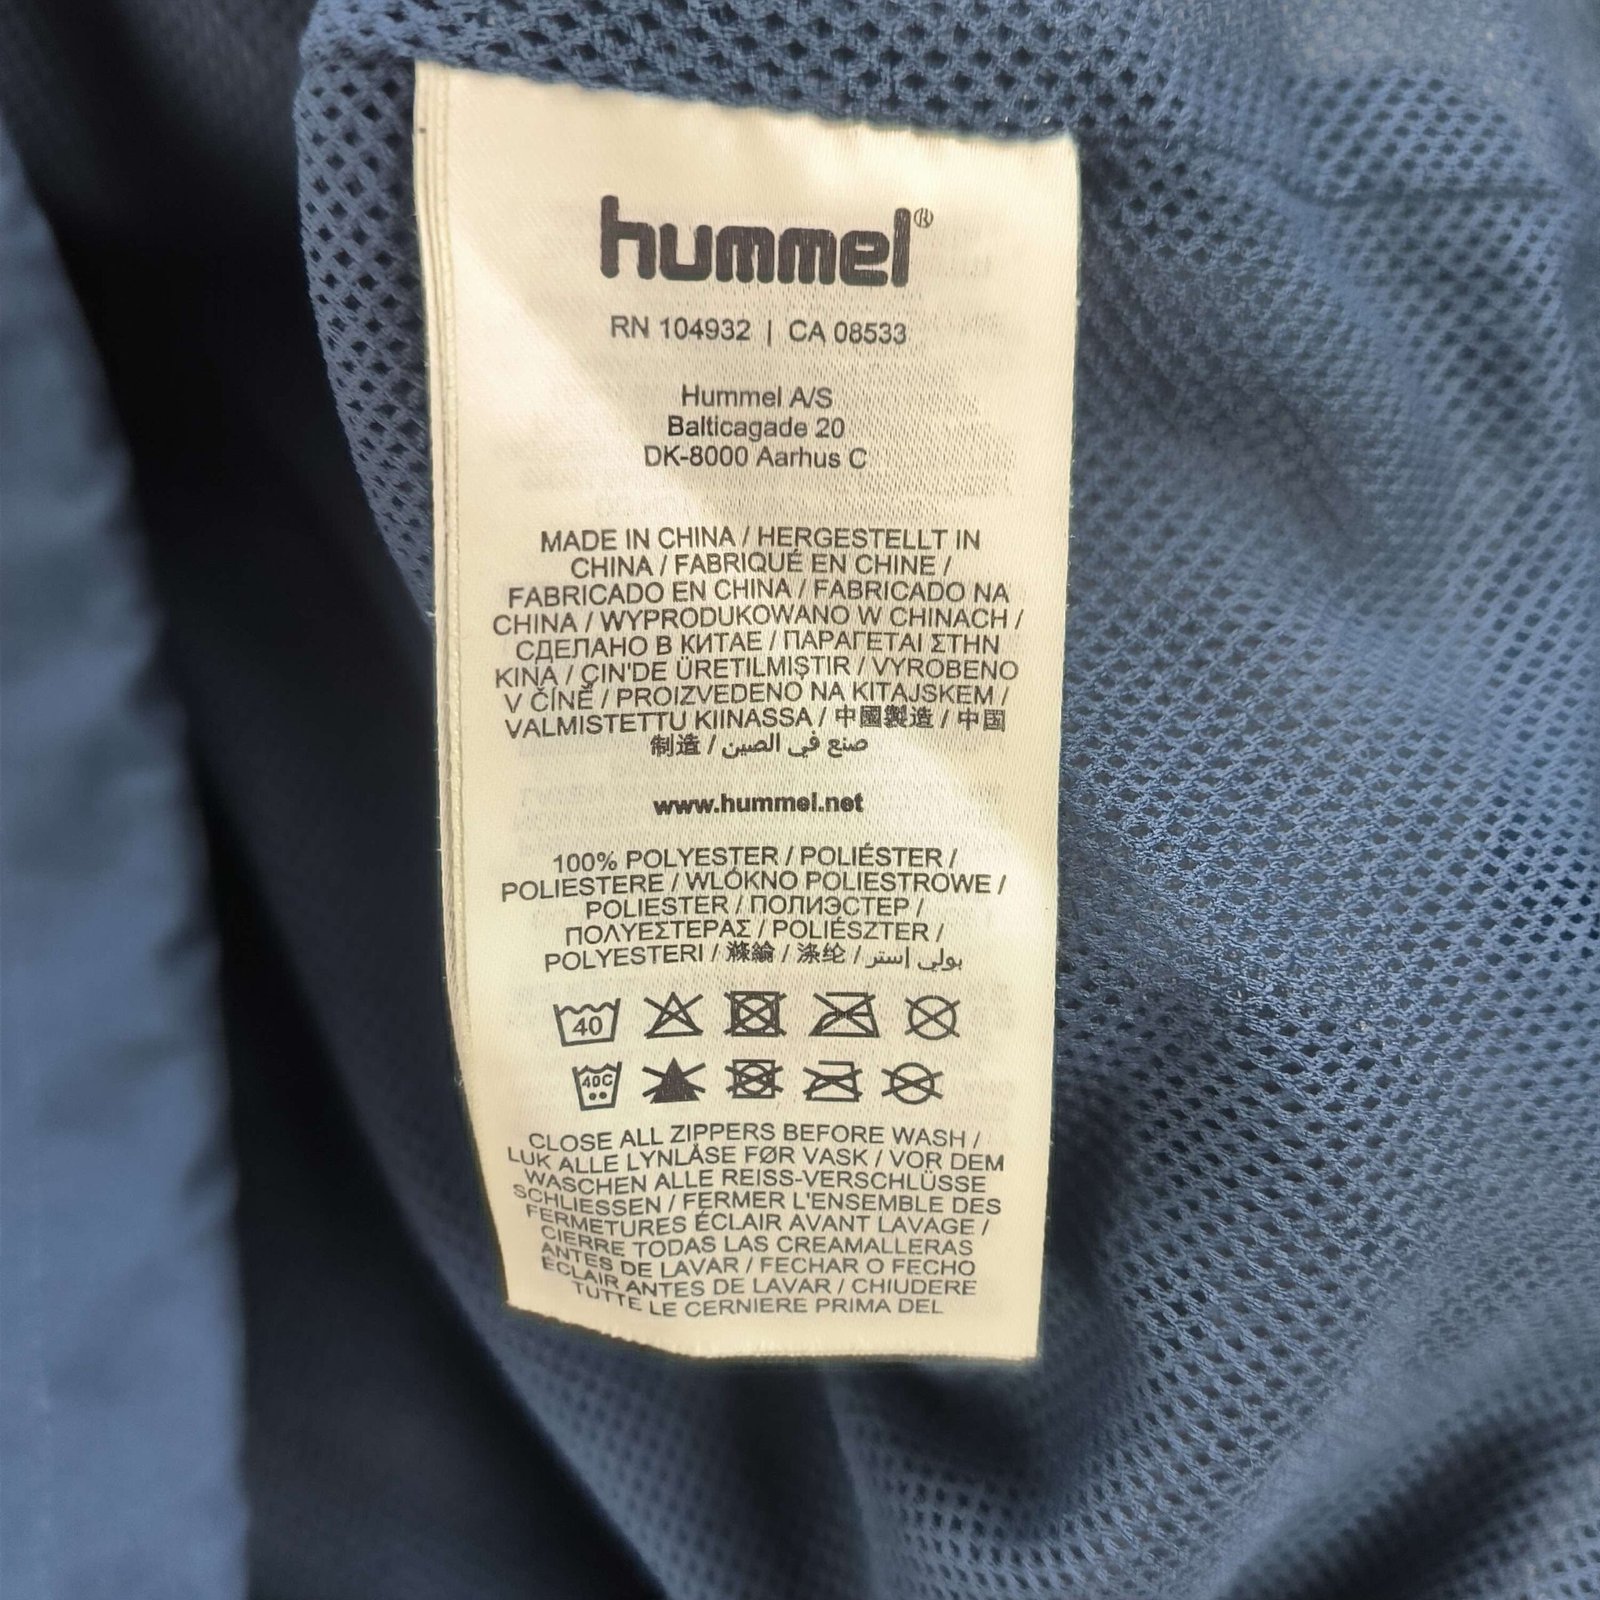 hummel®
RN 104932 | CA 08533
Hummel A/S
Balticagade 20
DK-8000 Aarhus C
MADE IN CHINA / HERGESTELLT IN
CHINA / FABRIQUÉ EN CHINE /
FABRICADO EN CHINA / FABRICADO NA
CHINA / WYPRODUKOWANO W CHINACH /
СДЕЛАНО В КИТАЕ / ΠΑΡΑΓΕΤΑΙ ΣΤΗΝ
ΚΙΝΑ / ÇIN'DE ÜRETILMIŞTIR / VYROBENO
V ČÍNĚ / PROIZVEDENO NA KITAJSKEM /
VALMISTETTU KIINASSA / 中國製造 / 中国
制造 / صنع في الصين
www.hummel.net
100% POLYESTER / POLIÉSTER /
POLIESTERE / WLÓKNO POLIESTROWE /
POLIESTER / ПОЛИЭСТЕР /
ΠΟΛΥΕΣΤΕΡΑΣ / POLIÉSZTER /
POLYESTERI / 滌綸 / 涤纶 / بولي إستر
40
40C
CLOSE ALL ZIPPERS BEFORE WASH /
LUK ALLE LYNLÅSE FØR VASK / VOR DEM
WASCHEN ALLE REISS-VERSCHLÜSSE
SCHLIESSEN / FERMER L'ENSEMBLE DES
FERMETURES ÉCLAIR AVANT LAVAGE /
CIERRE TODAS LAS CREAMALLERAS
ANTES DE LAVAR / FECHAR O FECHO
ECLAIR ANTES DE LAVAR / CHIUDERE
TUTTE LE CERNIERE PRIMA DEL